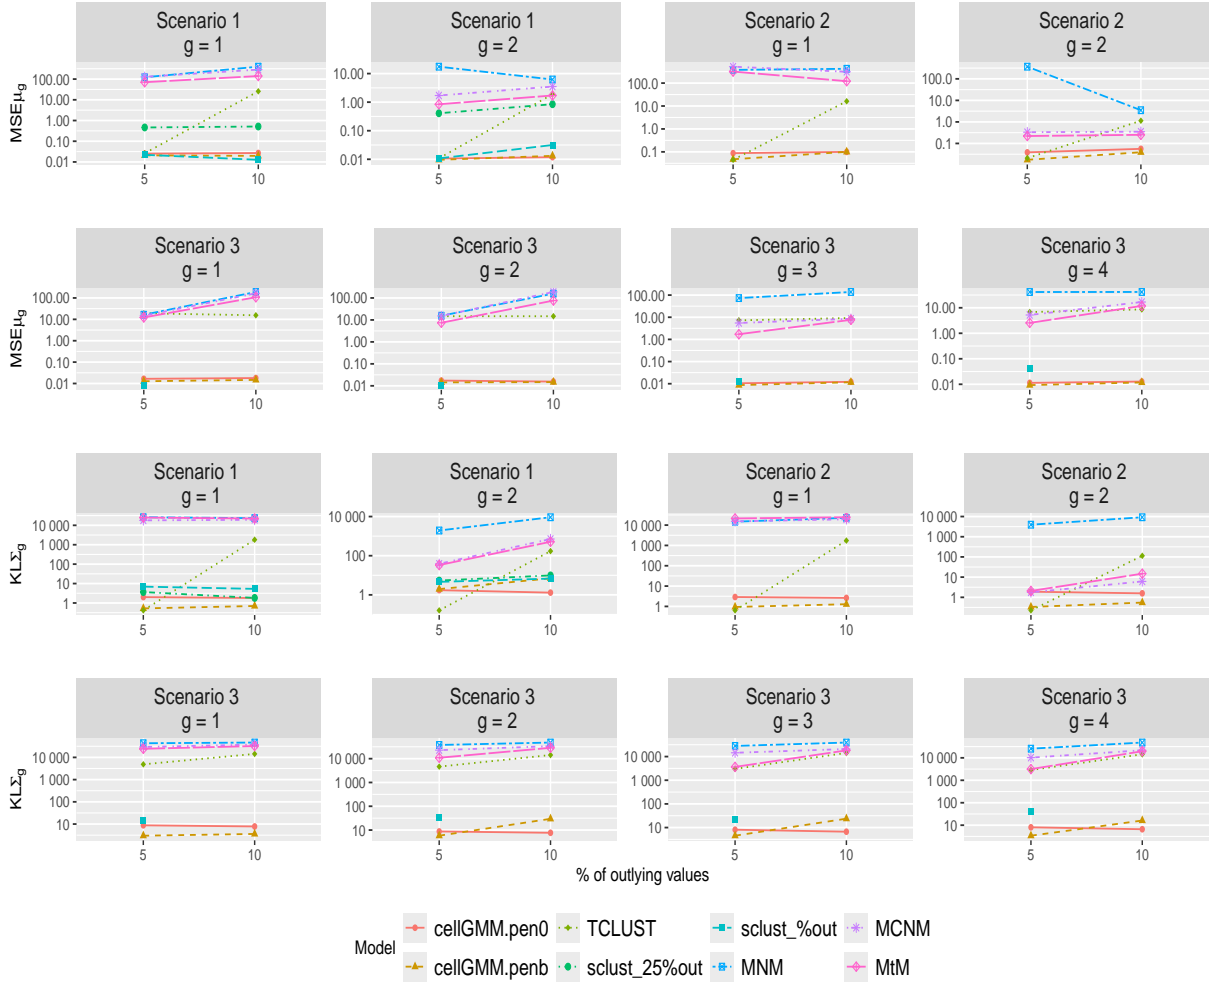 Scenario 1
g = 1
Scenario 1
g = 2
Scenario 2
g = 1
Scenario 2
g = 2
MSEμg
100.00
10.00
1.00
0.10
0.01
5 10
10.00
1.00
0.10
0.01
5 10
100.0
10.0
1.0
0.1
5 10
100.0
10.0
1.0
0.1
5 10
Scenario 3
g = 1
Scenario 3
g = 2
Scenario 3
g = 3
Scenario 3
g = 4
MSEμg
100.00
10.00
1.00
0.10
0.01
5 10
100.00
10.00
1.00
0.10
0.01
5 10
100.00
10.00
1.00
0.10
0.01
5 10
10.00
1.00
0.10
0.01
5 10
Scenario 1
g = 1
Scenario 1
g = 2
Scenario 2
g = 1
Scenario 2
g = 2
KLΣg
10 000
1 000
100
10
1
5 10
10 000
100
1
5 10
10 000
1 000
100
10
1
5 10
10 000
1 000
100
10
1
5 10
Scenario 3
g = 1
Scenario 3
g = 2
Scenario 3
g = 3
Scenario 3
g = 4
KLΣg
10 000
1 000
100
10
5 10
10 000
1 000
100
10
5 10
10 000
1 000
100
10
5 10
10 000
1 000
100
10
5 10
% of outlying values
Model
cellGMM.pen0 TCLUST sclust_%out MCNM
cellGMM.penb sclust_25%out MNM MtM